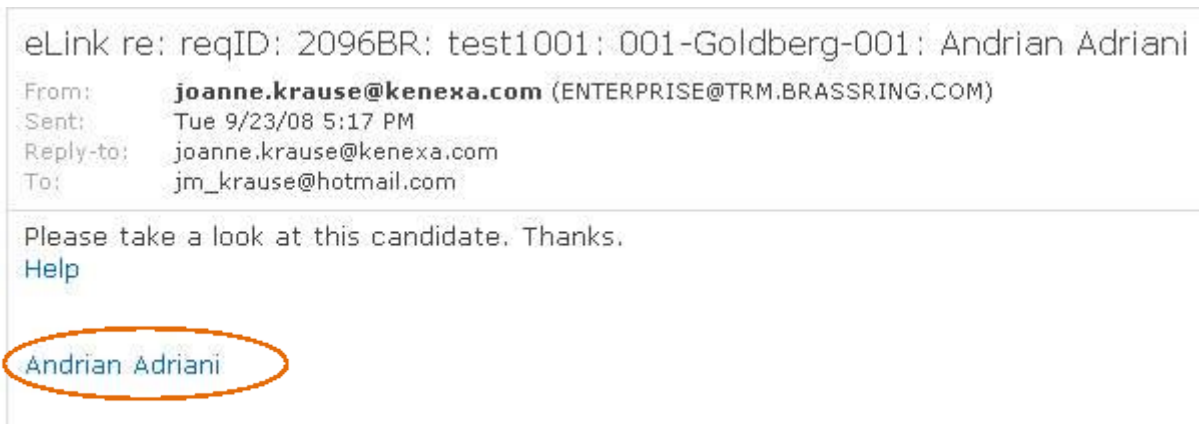 eLink re: reqID: 2096BR: test1001: 001-Goldberg-001: Andrian Adriani
From: joanne.krause@kenexa.com (ENTERPRISE@TRM.BRASSRING.COM)
Sent: Tue 9/23/08 5:17 PM
Reply-to: joanne.krause@kenexa.com
To: jm_krause@hotmail.com
Please take a look at this candidate. Thanks.
Help
Andrian Adriani